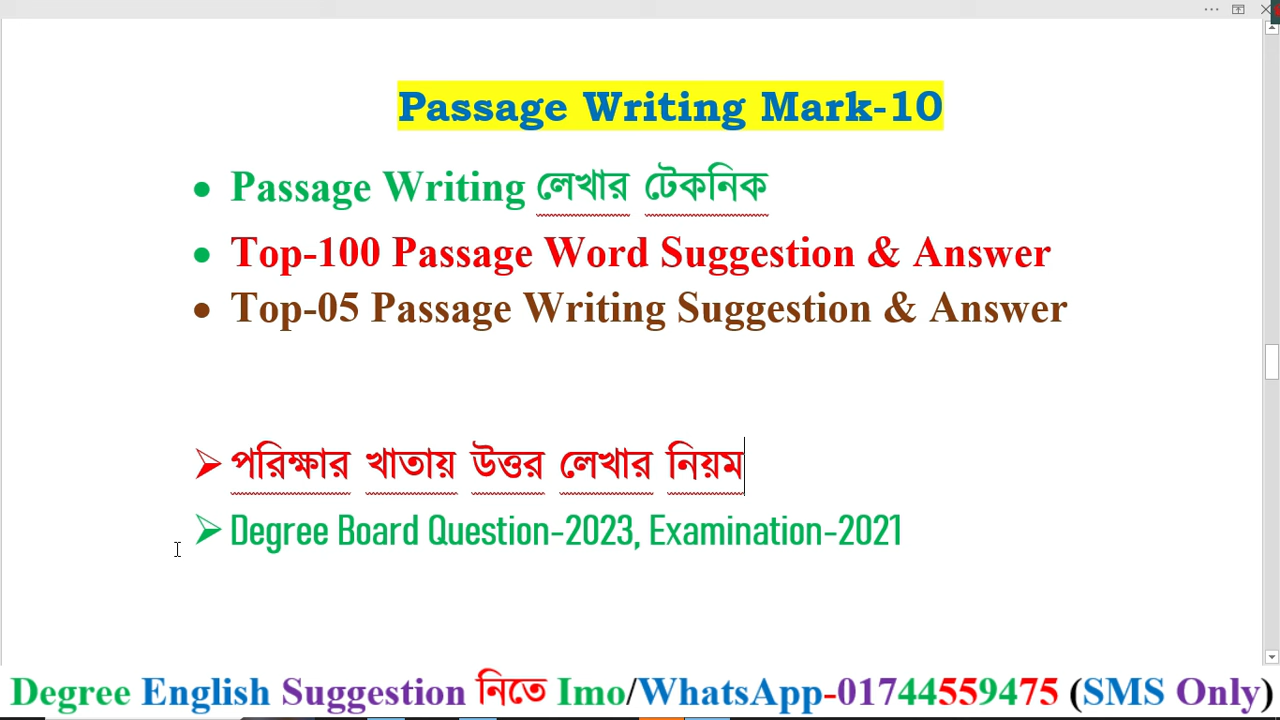 Passage Writing Mark-10
• Passage Writing লেখার টেকনিক
• Top-100 Passage Word Suggestion & Answer
• Top-05 Passage Writing Suggestion & Answer
➢ পরিক্ষার খাতায় উত্তর লেখার নিয়ম
➢ Degree Board Question-2023, Examination-2021
Degree English Suggestion নিতে Imo/WhatsApp-01744559475 (SMS Only)